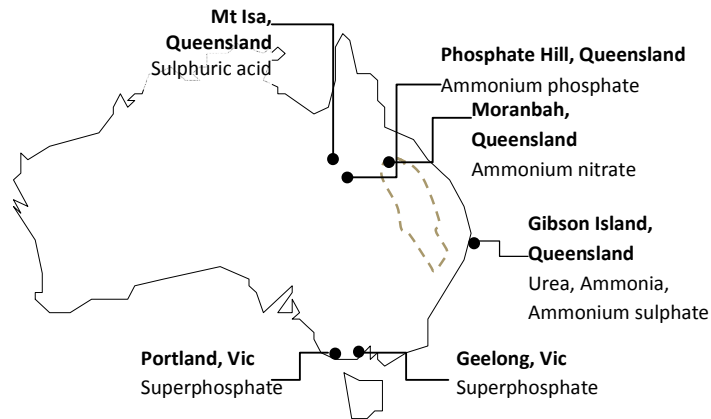 Mt Isa,
Queensland
Sulphuric acid
Phosphate Hill, Queensland
Ammonium phosphate
Moranbah,
Queensland
Ammonium nitrate
Gibson Island,
Queensland
Urea, Ammonia,
Ammonium sulphate
Portland, Vic
Superphosphate
Geelong, Vic
Superphosphate